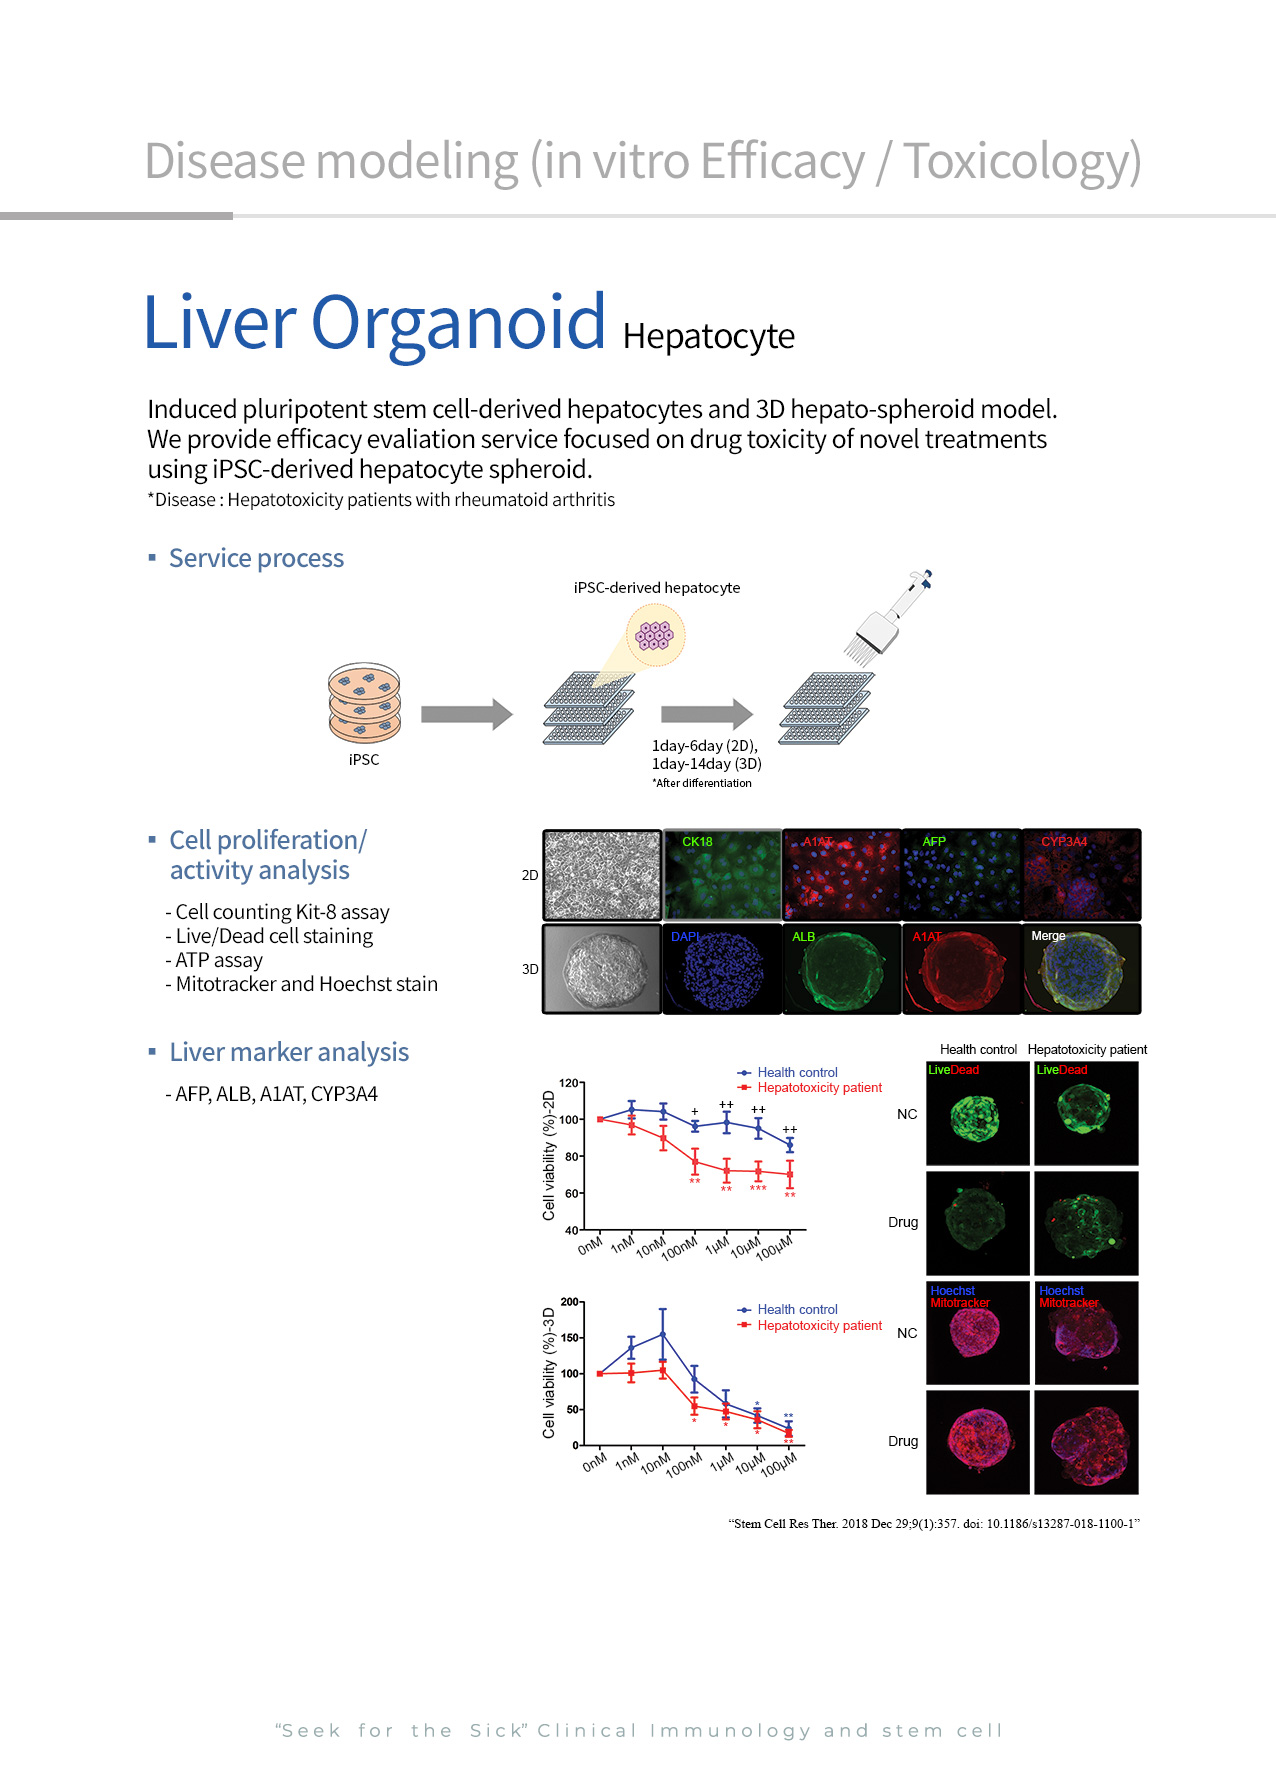 Disease modeling (in vitro Efficacy / Toxicology)
Liver Organoid Hepatocyte
Induced pluripotent stem cell-derived hepatocytes and 3D hepato-spheroid model.
We provide efficacy evaliation service focused on drug toxicity of novel treatments
using iPSC-derived hepatocyte spheroid.
*Disease : Hepatotoxicity patients with rheumatoid arthritis
▪ Service process
iPSC-derived hepatocyte
iPSC
1day-6day (2D),
1day-14day (3D)
*After differentiation
▪ Cell proliferation/
activity analysis
- Cell counting Kit-8 assay
- Live/Dead cell staining
- ATP assay
- Mitotracker and Hoechst stain
2D
CK18
A1AT
AFP
CYP3A4
3D
DAPI
ALB
A1AT
Merge
▪ Liver marker analysis
- AFP, ALB, A1AT, CYP3A4
Health control
Hepatotoxicity patient
Cell viability (%)-2D
120
100
80
60
40
+
++
++
++
**
**
***
**
0nM
1nM
10nM
100nM
1µM
10µM
100µM
Health control
Hepatotoxicity patient
Cell viability (%)-3D
200
150
100
50
0
*
**
*
*
*
**
0nM
1nM
10nM
100nM
1µM
10µM
100µM
Health control Hepatotoxicity patient
NC
LiveDead
LiveDead
Drug
NC
Hoechst
Mitotracker
Hoechst
Mitotracker
Drug
“Stem Cell Res Ther. 2018 Dec 29;9(1):357. doi: 10.1186/s13287-018-1100-1”
“Seek for the Sick” Clinical Immunology and stem cell